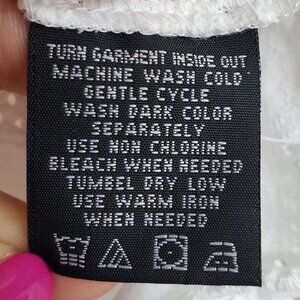 TURN GARMENT INSIDE OUT
MACHINE WASH COLD
GENTLE CYCLE
WASH DARK COLOR
SEPARATELY
USE NON CHLORINE
BLEACH WHEN NEEDED
TUMBEL DRY LOW
USE WARM IRON
WHEN NEEDED